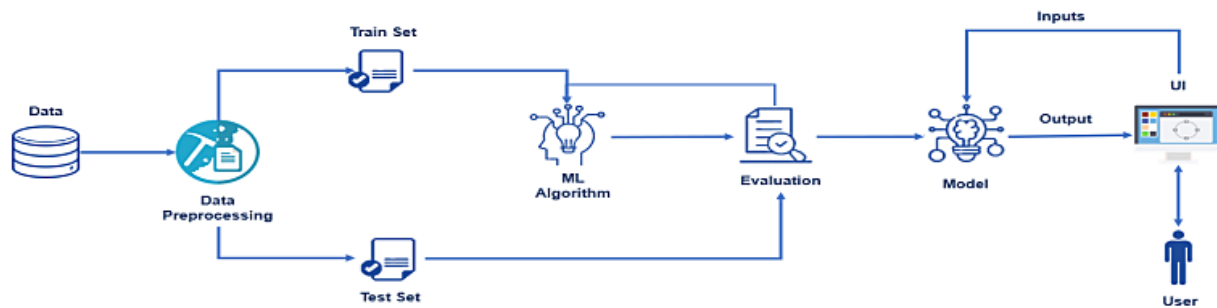 Data
Data
Preprocessing
Train Set
Test Set
ML
Algorithm
Evaluation
Model
Inputs
Output
UI
User